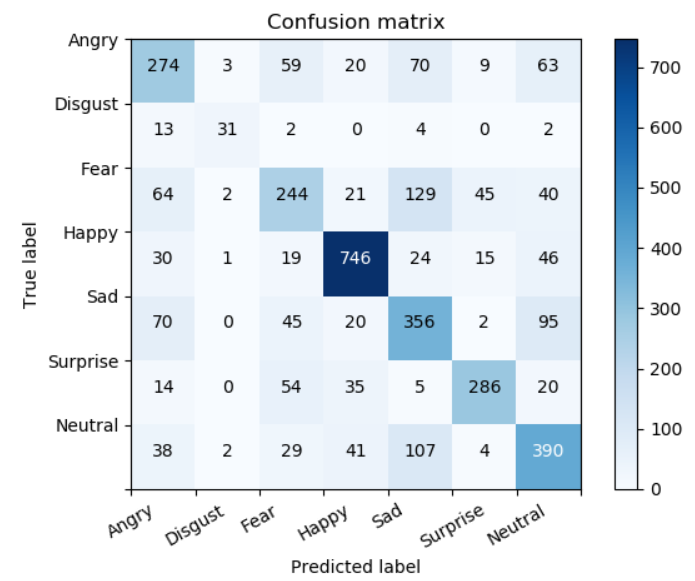 Confusion matrix
Angry
274 3 59 20 70 9 63
Disgust
13 31 2 0 4 0 2
Fear
64 2 244 21 129 45 40
Happy
30 1 19 746 24 15 46
Sad
70 0 45 20 356 2 95
Surprise
14 0 54 35 5 286 20
Neutral
38 2 29 41 107 4 390
True label
Angry Disgust Fear Happy Sad Surprise Neutral
Predicted label
700
600
500
400
300
200
100
0